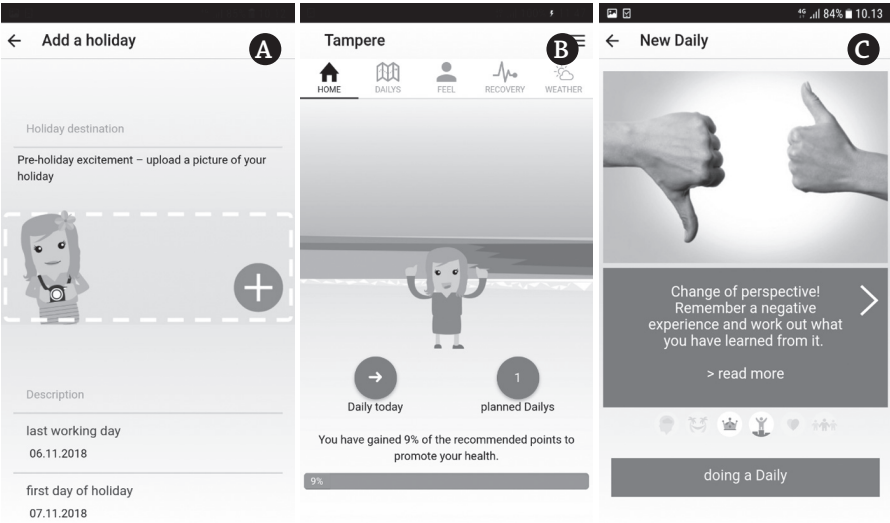 Add a holiday
A
Holiday destination
Pre-holiday excitement – upload a picture of your
holiday
Description
last working day
06.11.2018
first day of holiday
07.11.2018
Tampere
B
HOME
DAILYS
FEEL
RECOVERY
WEATHER
1
Daily today
planned Dailys
You have gained 9% of the recommended points to
promote your health.
9%
4G 84% 10.13
New Daily
C
Change of perspective!
Remember a negative
experience and work out what
you have learned from it.
> read more
doing a Daily